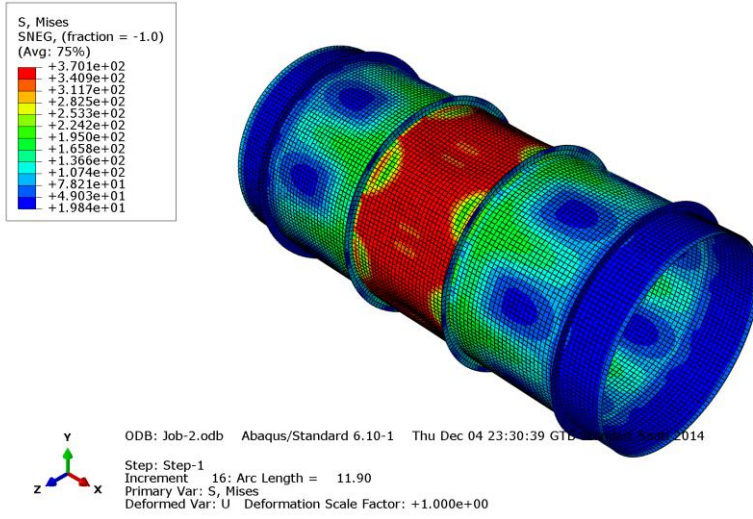 S, Mises
SNEG, (fraction = -1.0)
(Avg: 75%)
+3.701e+02
+3.409e+02
+3.117e+02
+2.825e+02
+2.533e+02
+2.242e+02
+1.950e+02
+1.658e+02
+1.366e+02
+1.074e+02
+7.821e+01
+4.903e+01
+1.984e+01
Y
Z X
ODB: Job-2.odb Abaqus/Standard 6.10-1 Thu Dec 04 23:30:39 GTB 2014
Step: Step-1
Increment 16: Arc Length = 11.90
Primary Var: S, Mises
Deformed Var: U Deformation Scale Factor: +1.000e+00